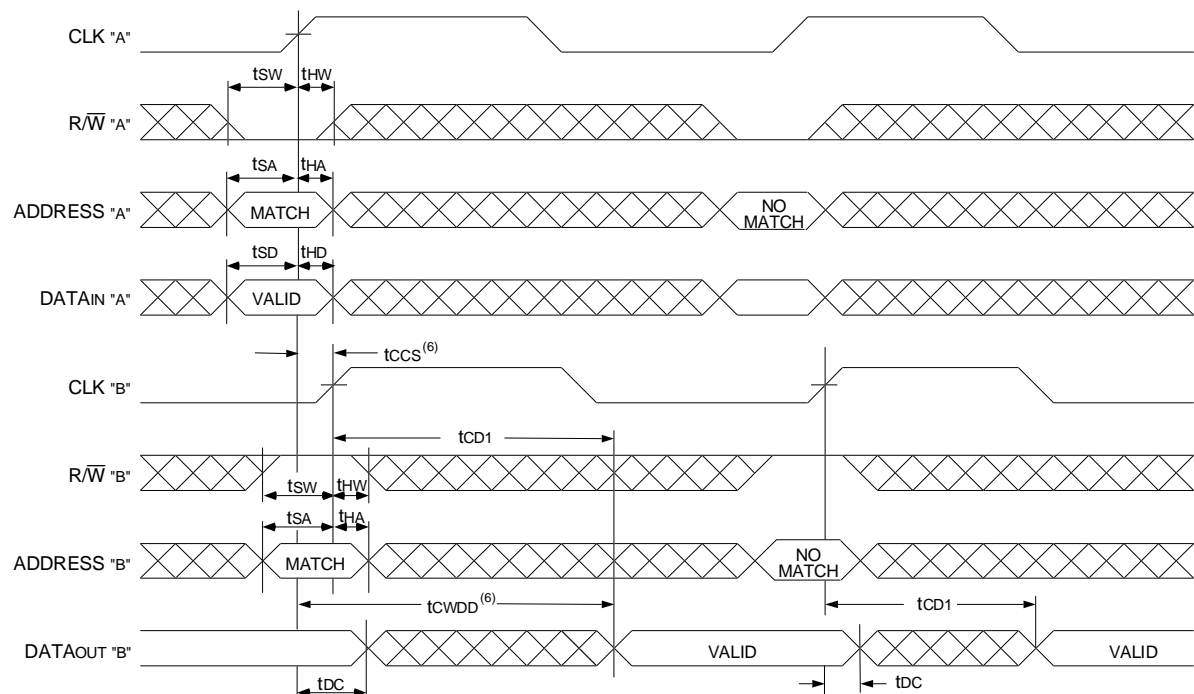 CLK "A"
tSW tHW
R/W̅ "A"
tSA tHA
ADDRESS "A" MATCH NO MATCH
tSD tHD
DATAIN "A" VALID
tCCS(6)
CLK "B"
tCD1
R/W̅ "B"
tSW tHW
tSA tHA
ADDRESS "B" MATCH NO MATCH
tCWDD(6) tCD1
DATAOUT "B" VALID VALID
tDC tDC